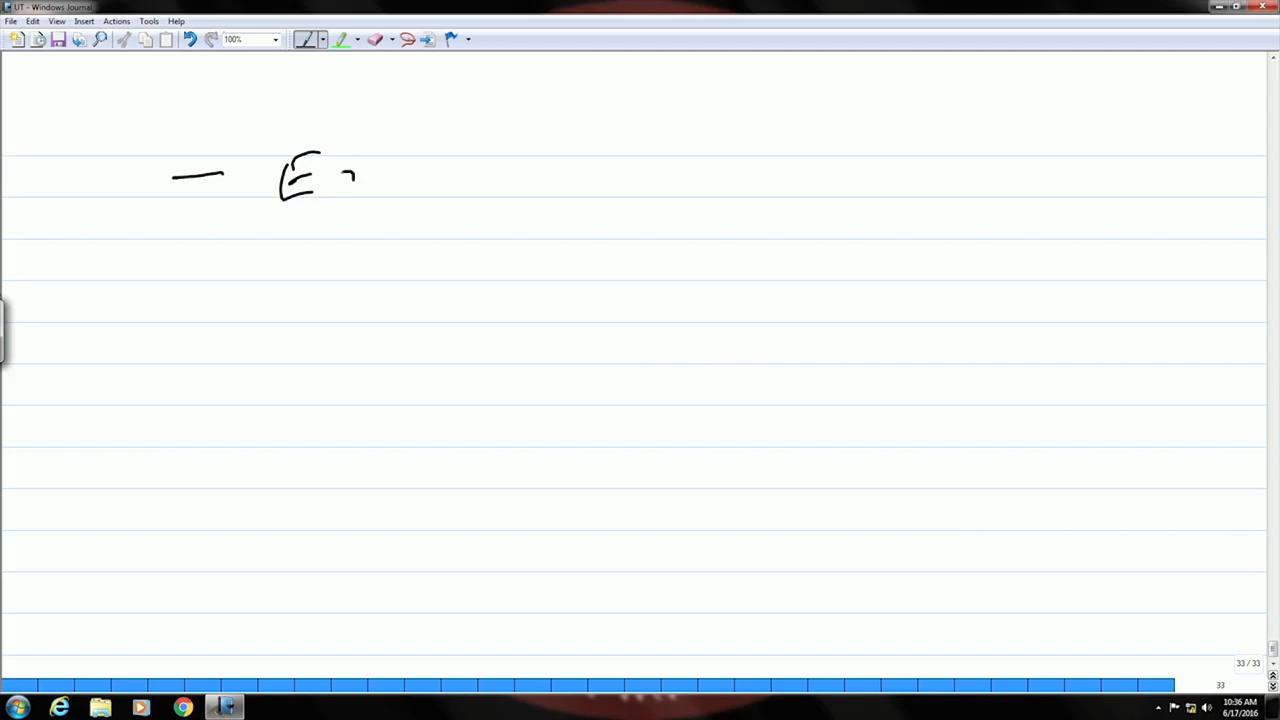 UT - Windows Journal
File Edit View Insert Actions Tools Help
100%
— E
33 / 33
33
10:36 AM
6/17/2016